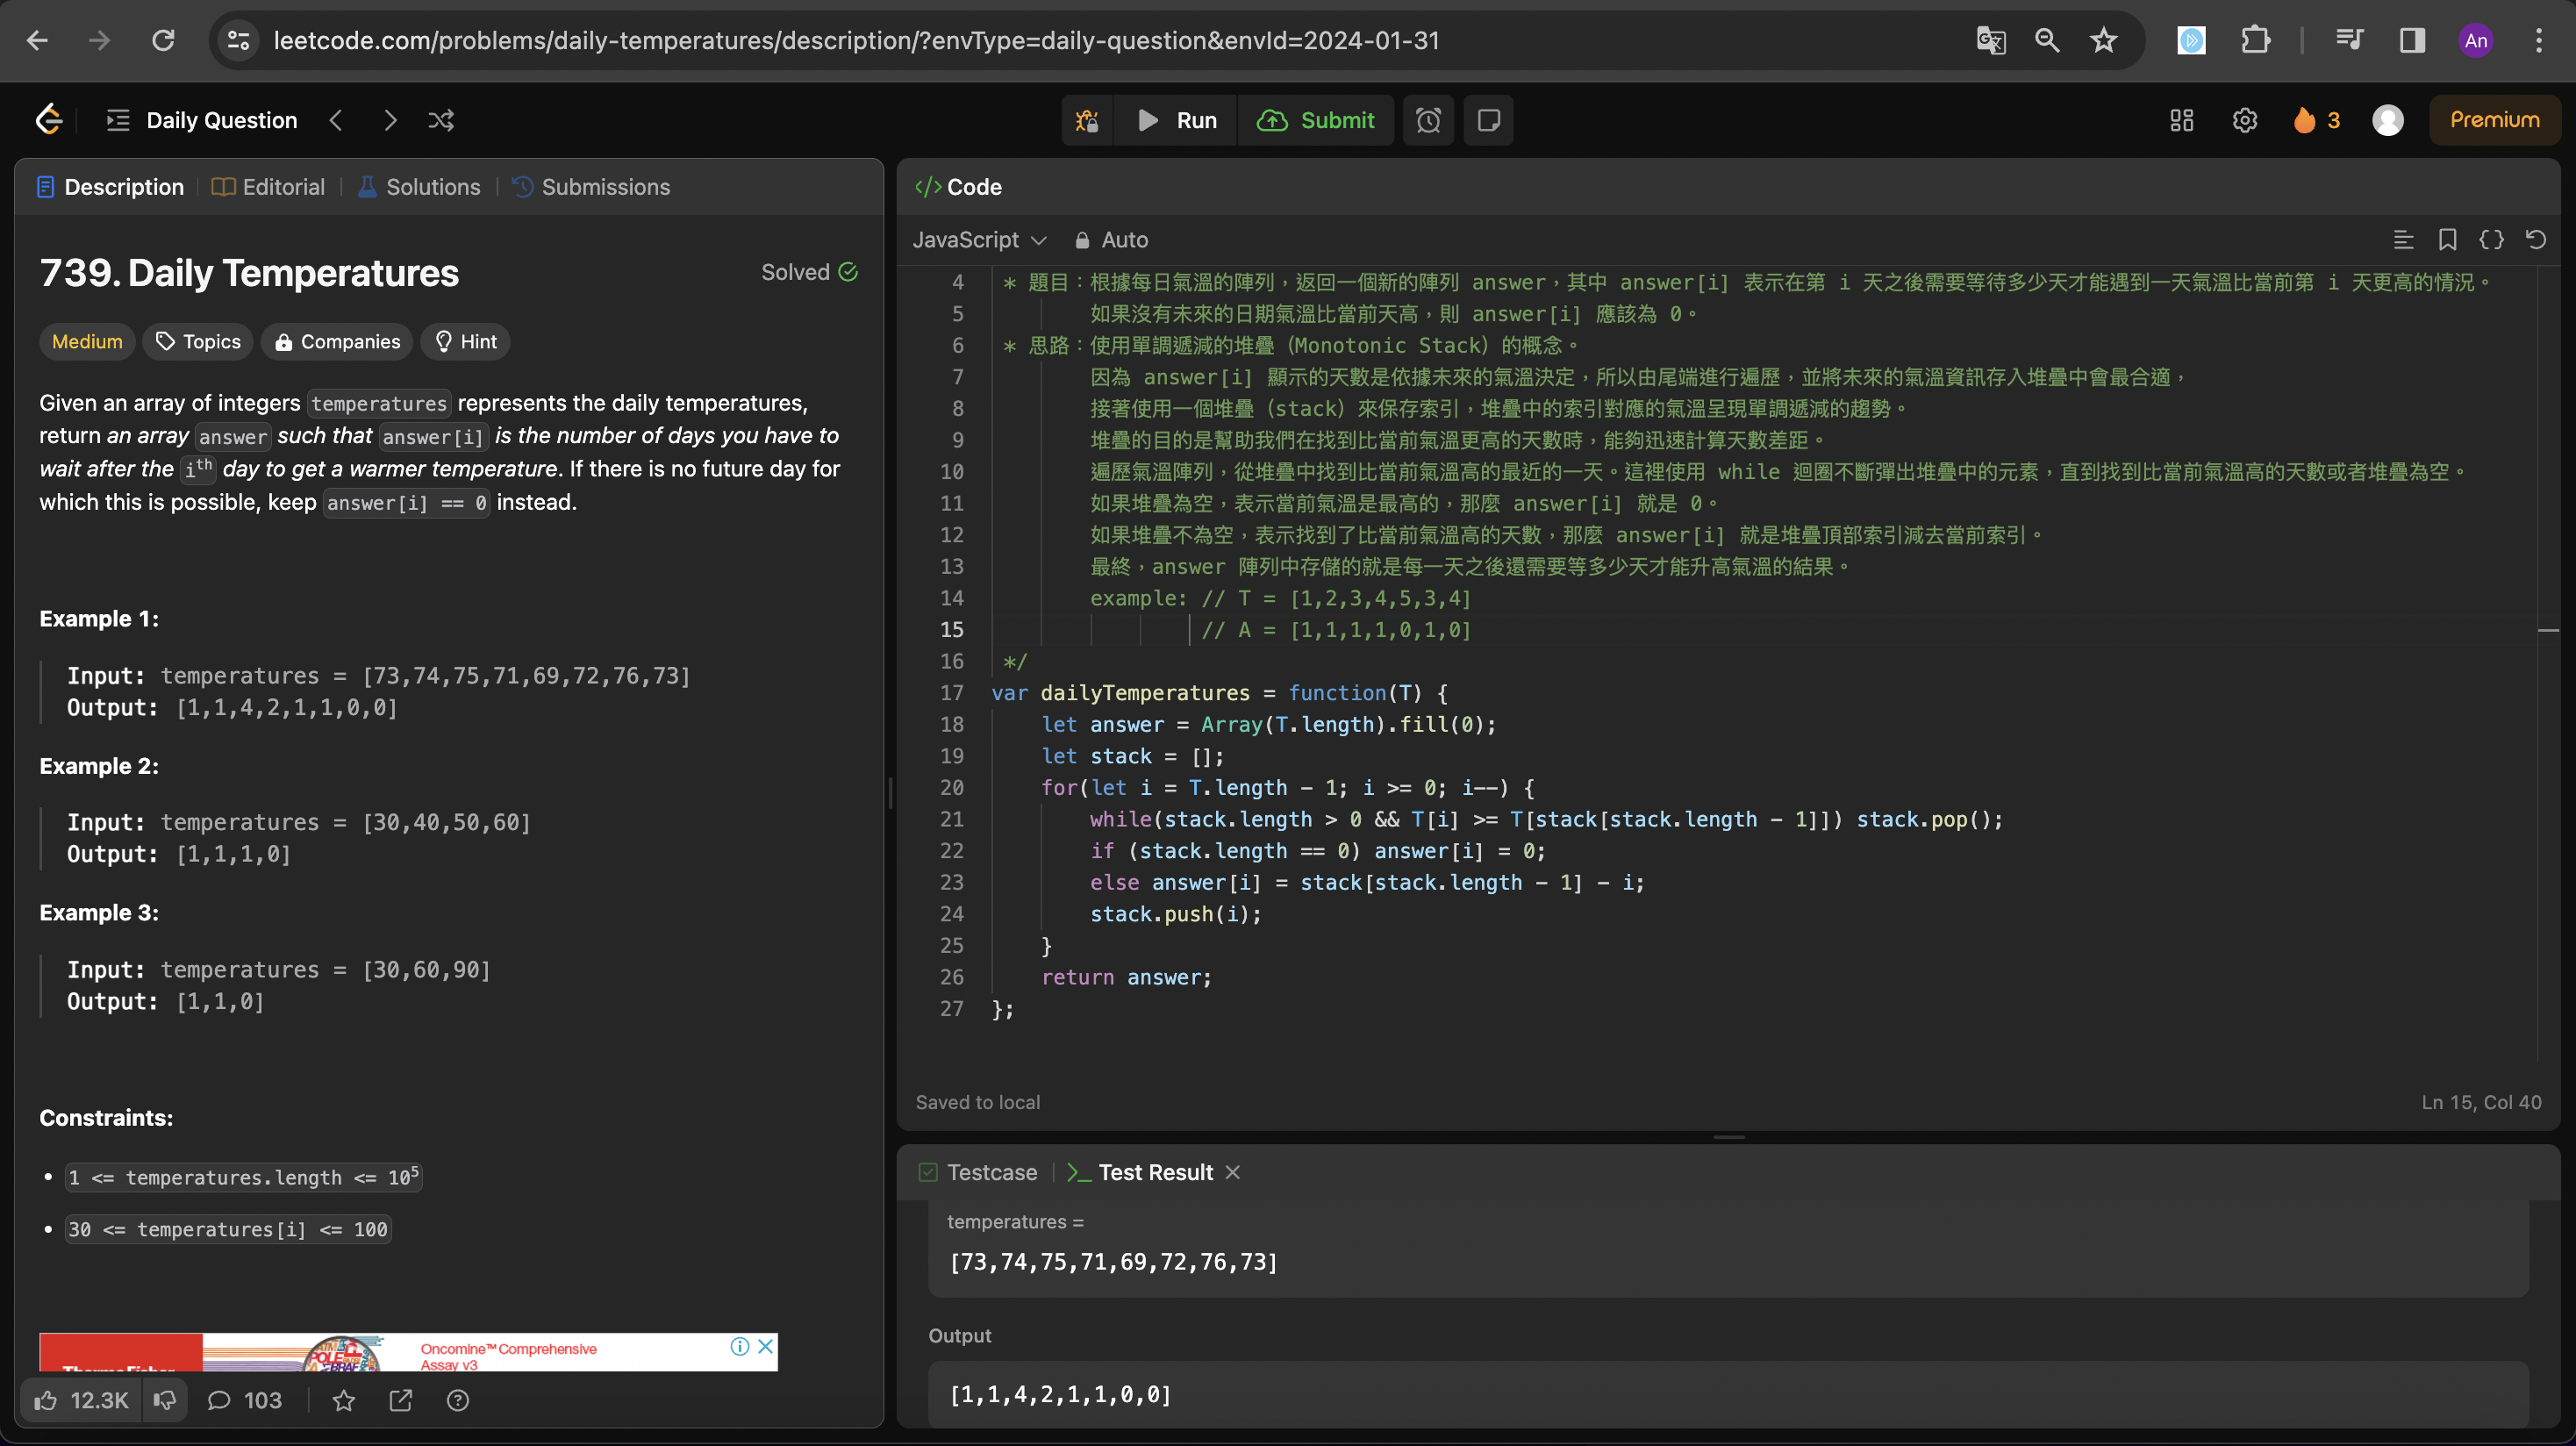 leetcode.com/problems/daily-temperatures/description/?envType=daily-question&envId=2024-01-31
An
Daily Question
Run
Submit
3
Premium
Description
Editorial
Solutions
Submissions
739. Daily Temperatures
Solved
Medium
Topics
Companies
Hint
Given an array of integers temperatures represents the daily temperatures,
return an array answer such that answer[i] is the number of days you have to
wait after the ith day to get a warmer temperature. If there is no future day for
which this is possible, keep answer[i] == 0 instead.
Example 1:
Input: temperatures = [73,74,75,71,69,72,76,73]
Output: [1,1,4,2,1,1,0,0]
Example 2:
Input: temperatures = [30,40,50,60]
Output: [1,1,1,0]
Example 3:
Input: temperatures = [30,60,90]
Output: [1,1,0]
Constraints:
1 <= temperatures.length <= 10⁵
30 <= temperatures[i] <= 100
Oncomine™ Comprehensive
Assay v3
12.3K
103
</> Code
JavaScript
Auto
4 * 題目：根據每日氣溫的陣列，返回一個新的陣列 answer，其中 answer[i] 表示在第 i 天之後需要等待多少天才能遇到一天氣溫比當前第 i 天更高的情況。
5 如果沒有未來的日期氣溫比當前天高，則 answer[i] 應該為 0。
6 * 思路：使用單調遞減的堆疊（Monotonic Stack）的概念。
7 因為 answer[i] 顯示的天數是依據未來的氣溫決定，所以由尾端進行遍歷，並將未來的氣溫資訊存入堆疊中會最合適，
8 接著使用一個堆疊（stack）來保存索引，堆疊中的索引對應的氣溫呈現單調遞減的趨勢。
9 堆疊的目的是幫助我們在找到比當前氣溫更高的天數時，能夠迅速計算天數差距。
10 遍歷氣溫陣列，從堆疊中找到比當前氣溫高的最近的一天。這裡使用 while 迴圈不斷彈出堆疊中的元素，直到找到比當前氣溫高的天數或者堆疊為空。
11 如果堆疊為空，表示當前氣溫是最高的，那麼 answer[i] 就是 0。
12 如果堆疊不為空，表示找到了比當前氣溫高的天數，那麼 answer[i] 就是堆疊頂部索引減去當前索引。
13 最終，answer 陣列中存儲的就是每一天之後還需要等多少天才能升高氣溫的結果。
14 example: // T = [1,2,3,4,5,3,4]
15 // A = [1,1,1,1,0,1,0]
16 */
17 var dailyTemperatures = function(T) {
18 let answer = Array(T.length).fill(0);
19 let stack = [];
20 for(let i = T.length - 1; i >= 0; i--) {
21 while(stack.length > 0 && T[i] >= T[stack[stack.length - 1]]) stack.pop();
22 if (stack.length == 0) answer[i] = 0;
23 else answer[i] = stack[stack.length - 1] - i;
24 stack.push(i);
25 }
26 return answer;
27 };
Saved to local
Ln 15, Col 40
Testcase
Test Result
temperatures =
[73,74,75,71,69,72,76,73]
Output
[1,1,4,2,1,1,0,0]